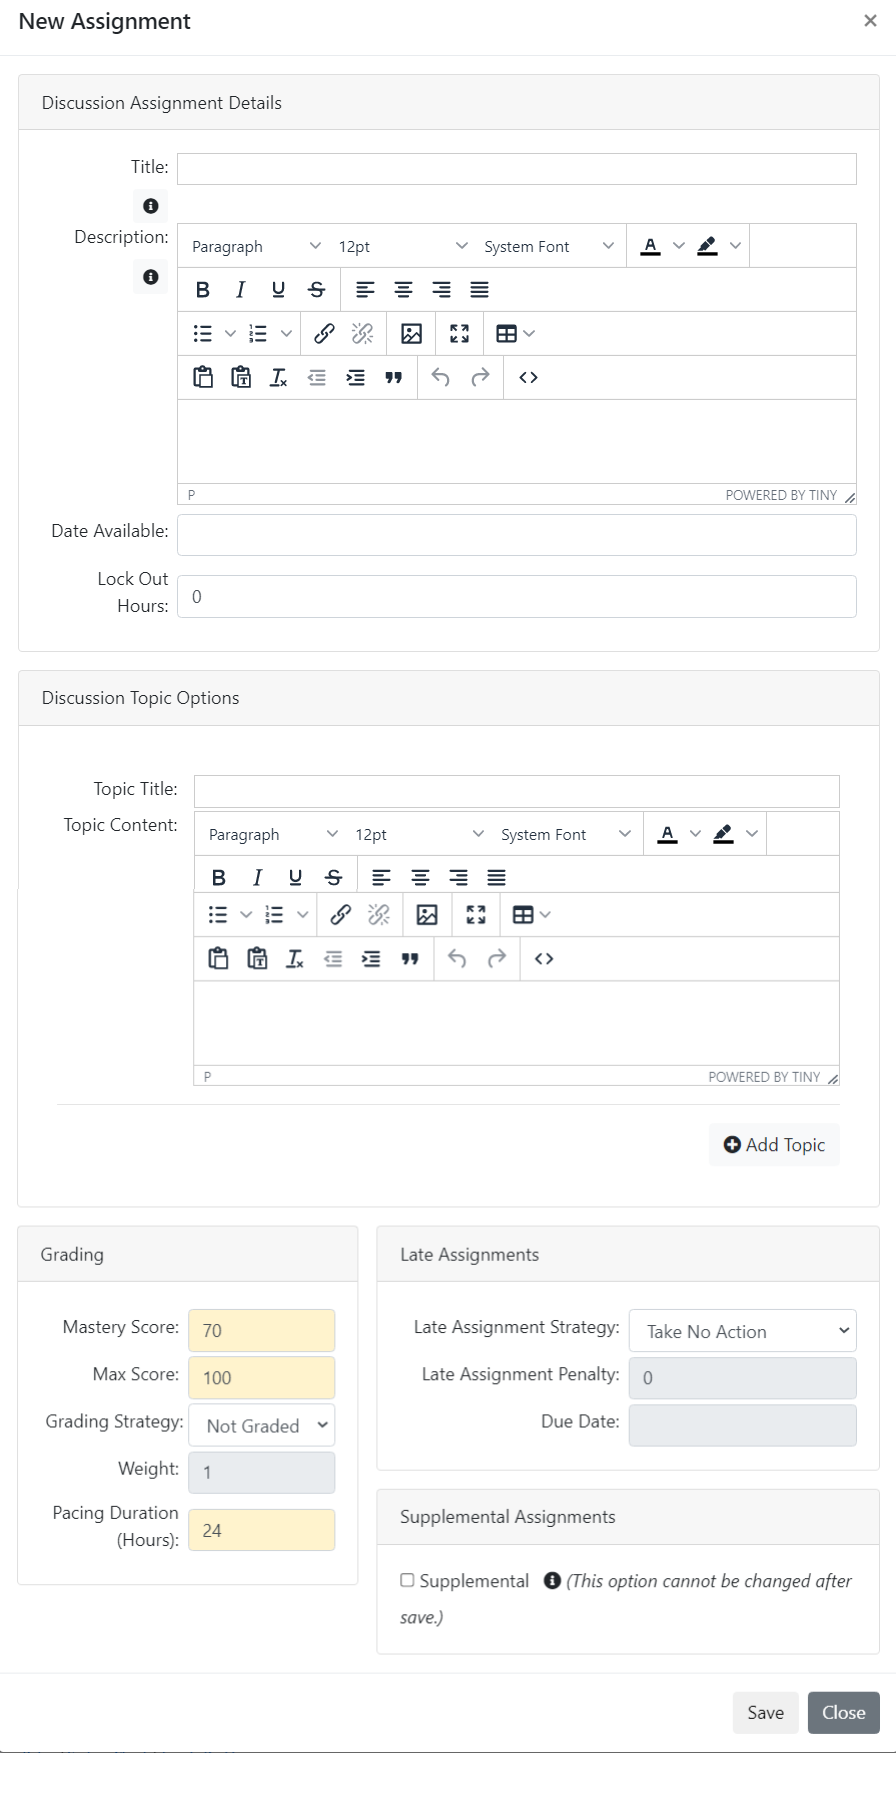 New Assignment ×
Discussion Assignment Details
Title:
Description:
Paragraph 12pt System Font A
B I U S
P POWERED BY TINY
Date Available:
Lock Out
Hours: 0
Discussion Topic Options
Topic Title:
Topic Content:
Paragraph 12pt System Font A
B I U S
P POWERED BY TINY
Add Topic
Grading
Mastery Score: 70
Max Score: 100
Grading Strategy: Not Graded
Weight: 1
Pacing Duration
(Hours): 24
Late Assignments
Late Assignment Strategy: Take No Action
Late Assignment Penalty: 0
Due Date:
Supplemental Assignments
Supplemental (This option cannot be changed after
save.)
Save Close